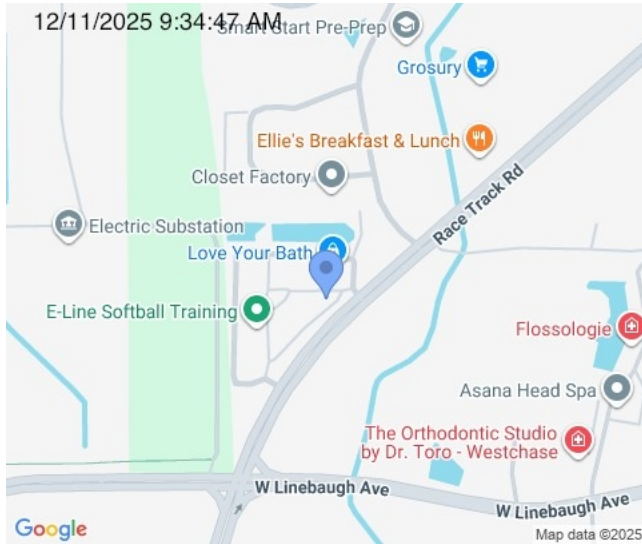 12/11/2025 9:34:47 AM
Smart Start Pre-Prep
Grosury
Ellie's Breakfast & Lunch
Closet Factory
Race Track Rd
Electric Substation
Love Your Bath
E-Line Softball Training
Flossologie
Asana Head Spa
The Orthodontic Studio
by Dr. Toro - Westchase
W Linebaugh Ave
W Linebaugh Ave
Google
Map data ©2025